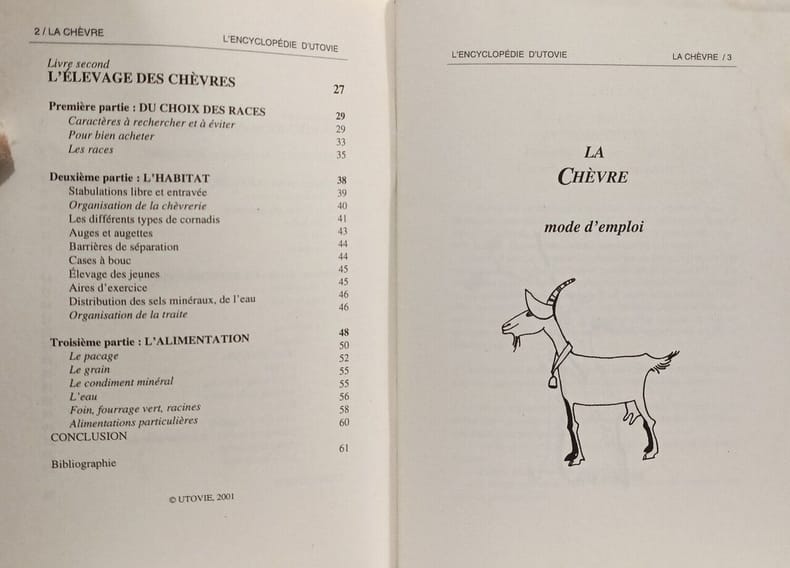 2 / LA CHÈVRE L'ENCYCLOPÉDIE D'UTOVIE
Livre second
L'ÉLEVAGE DES CHÈVRES 27
Première partie : DU CHOIX DES RACES 29
Caractères à rechercher et à éviter 29
Pour bien acheter 33
Les races 35
Deuxième partie : L'HABITAT 38
Stabulations libre et entravée 39
Organisation de la chèvrerie 40
Les différents types de cornadis 41
Auges et augettes 43
Barrières de séparation 44
Cases à bouc 44
Élevage des jeunes 45
Aires d'exercice 45
Distribution des sels minéraux, de l'eau 46
Organisation de la traite 46
Troisième partie : L'ALIMENTATION 48
Le pacage 50
Le grain 52
Le condiment minéral 55
L'eau 55
Foin, fourrage vert, racines 56
Alimentations particulières 58
CONCLUSION 60
Bibliographie 61
© UTOVIE, 2001
L'ENCYCLOPÉDIE D'UTOVIE LA CHÈVRE / 3
LA
CHÈVRE
mode d'emploi